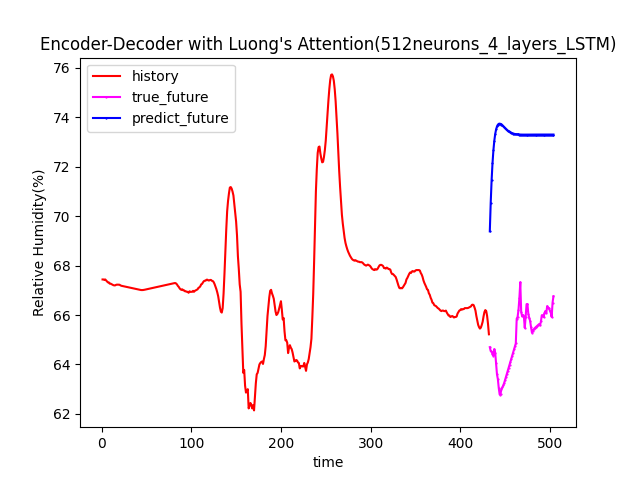 Encoder-Decoder with Luong's Attention(512neurons_4_layers_LSTM)
history
true_future
predict_future
Relative Humidity(%)
76
74
72
70
68
66
64
62
0 100 200 300 400 500
time